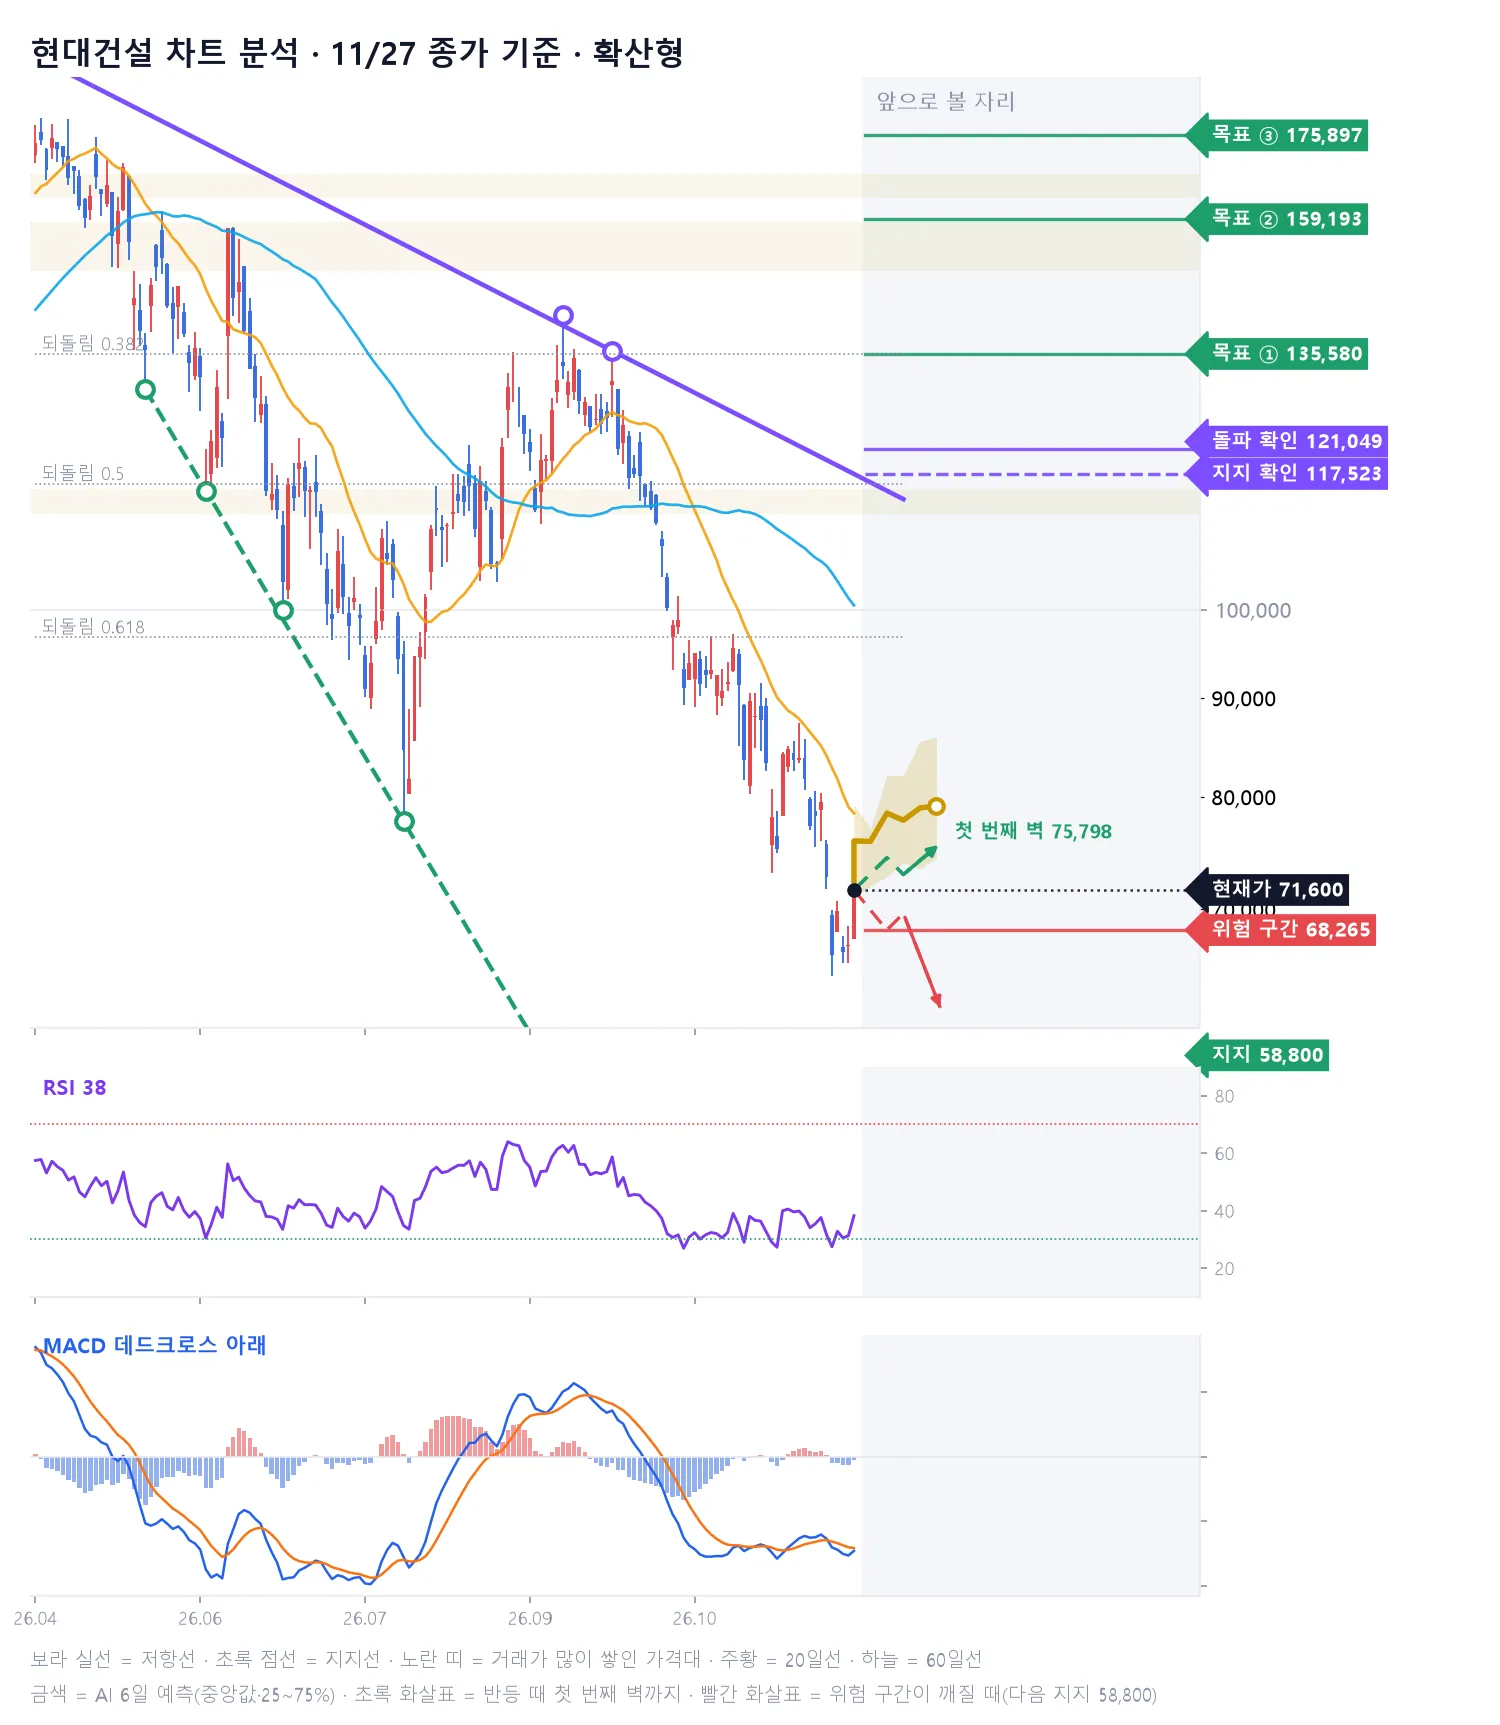 현대건설 차트 분석 · 11/27 종가 기준 · 확산형
앞으로 볼 자리
목표 ③ 175,897
목표 ② 159,193
되돌림 0.382
목표 ① 135,580
돌파 확인 121,049
되돌림 0.5
지지 확인 117,523
100,000
되돌림 0.618
90,000
80,000
첫 번째 벽 75,798
현재가 71,600
70,000
위험 구간 68,265
지지 58,800
RSI 38
80
60
40
20
MACD 데드크로스 아래
26.04 26.06 26.07 26.09 26.10
보라 실선 = 저항선 · 초록 점선 = 지지선 · 노란 띠 = 거래가 많이 쌓인 가격대 · 주황 = 20일선 · 하늘 = 60일선
금색 = AI 6일 예측(중앙값·25~75%) · 초록 화살표 = 반등 때 첫 번째 벽까지 · 빨간 화살표 = 위험 구간이 깨질 때(다음 지지 58,800)